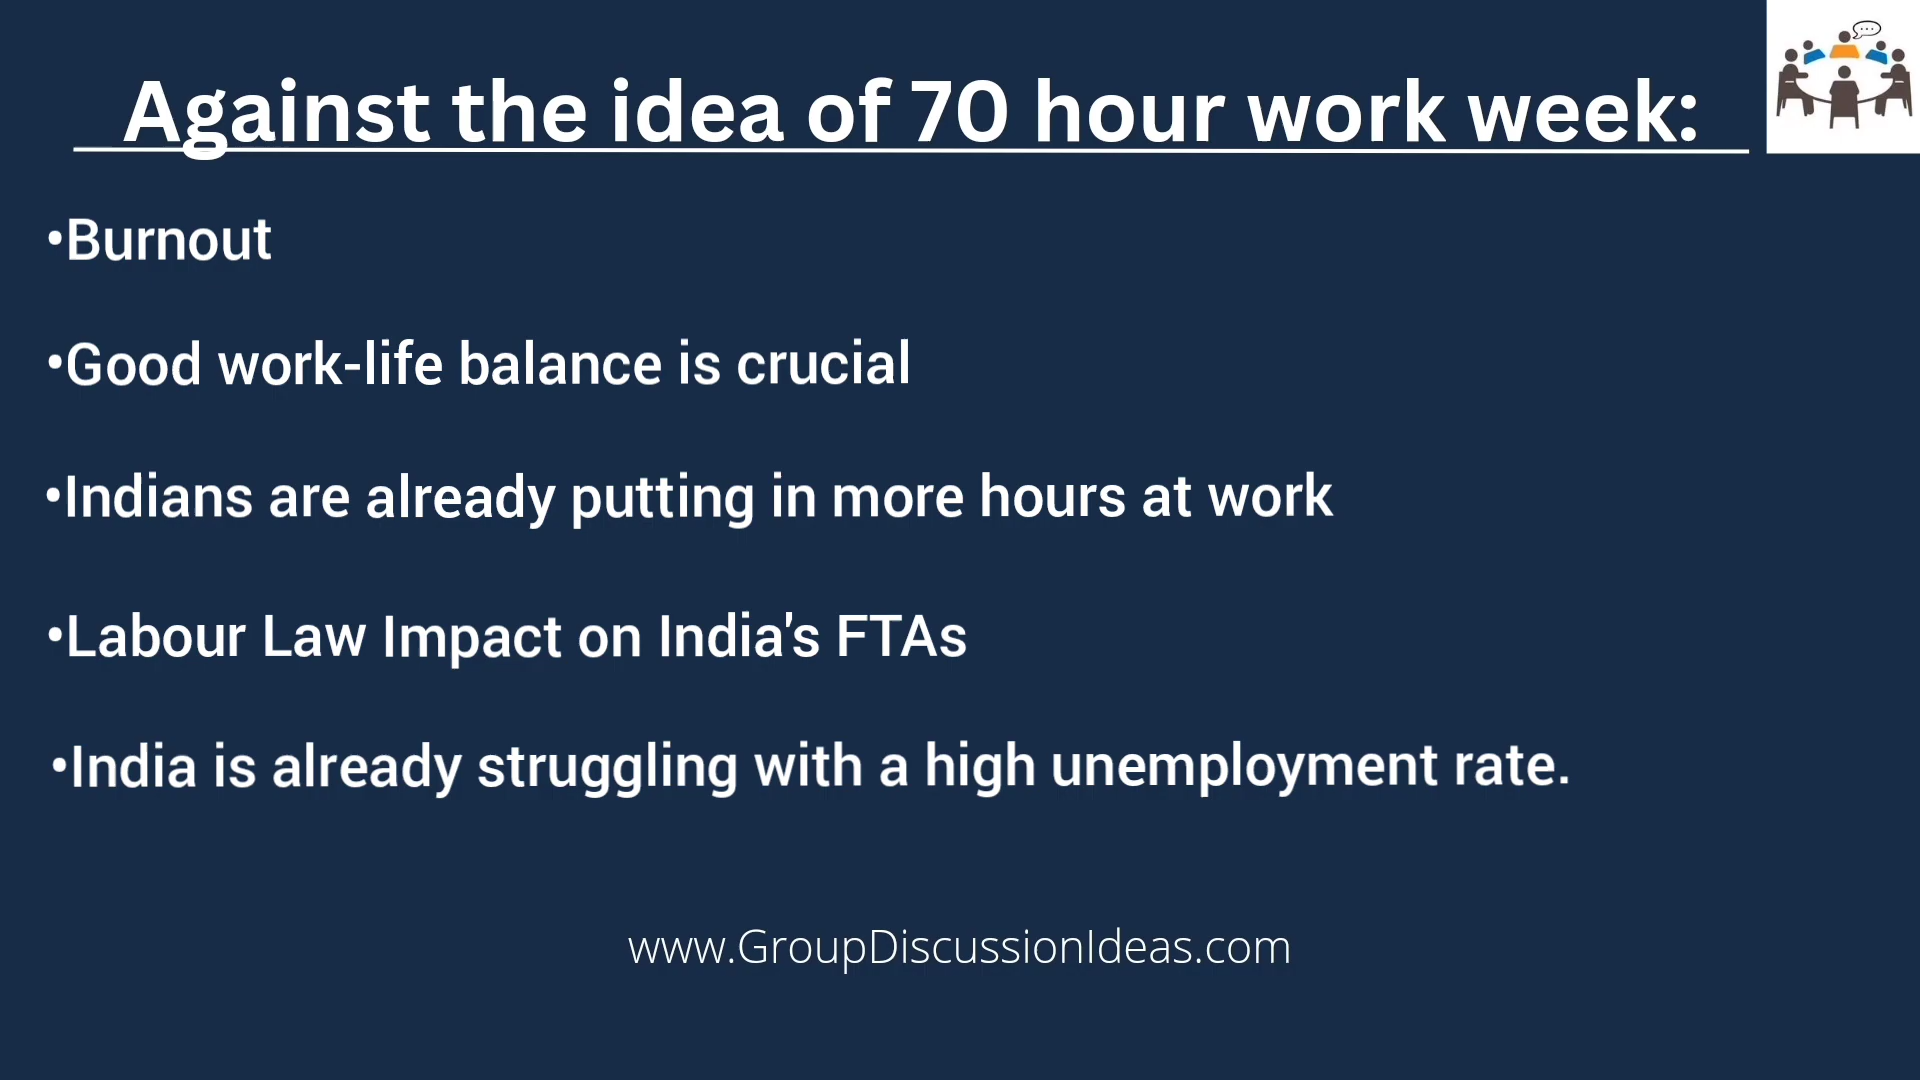 Against the idea of 70 hour work week:
•Burnout
•Good work-life balance is crucial
•Indians are already putting in more hours at work
•Labour Law Impact on India's FTAs
•India is already struggling with a high unemployment rate.
www.GroupDiscussionIdeas.com